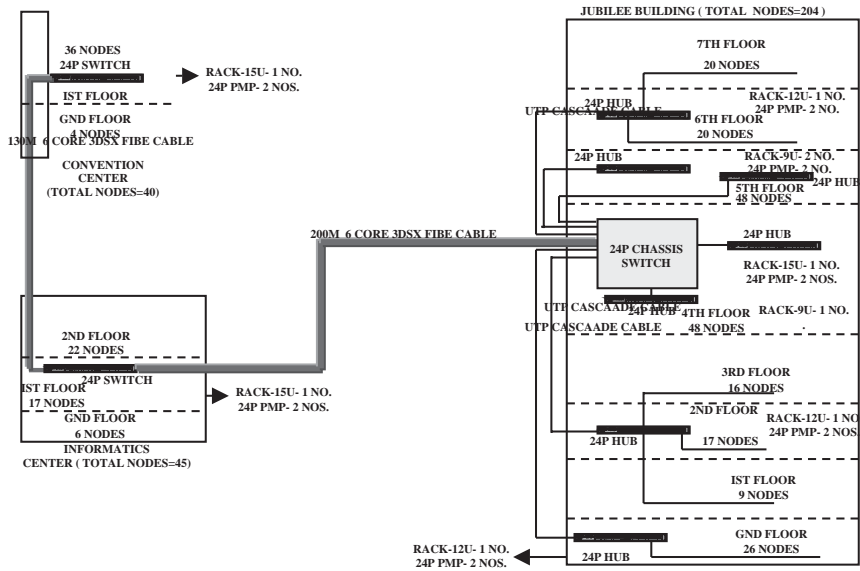 JUBILEE BUILDING ( TOTAL NODES=204 )
36 NODES
24P SWITCH
RACK-15U- 1 NO.
24P PMP- 2 NOS.
IST FLOOR
GND FLOOR
4 NODES
130M 6 CORE 3DSX FIBE CABLE
CONVENTION
CENTER
(TOTAL NODES=40)
7TH FLOOR
20 NODES
24P HUB
UTP CASCAADE CABLE
RACK-12U- 1 NO.
24P PMP- 2 NO.
6TH FLOOR
20 NODES
24P HUB
RACK-9U- 2 NO.
24P PMP- 2 NO.
24P HUB
5TH FLOOR
48 NODES
200M 6 CORE 3DSX FIBE CABLE
24P CHASSIS
SWITCH
24P HUB
RACK-15U- 1 NO.
24P PMP- 2 NOS.
UTP CASCAADE CABLE
24P HUB
4TH FLOOR
48 NODES
RACK-9U- 1 NO.
.
UTP CASCAADE CABLE
2ND FLOOR
22 NODES
24P SWITCH
IST FLOOR
17 NODES
RACK-15U- 1 NO.
24P PMP- 2 NOS.
GND FLOOR
6 NODES
INFORMATICS
CENTER ( TOTAL NODES=45)
3RD FLOOR
16 NODES
2ND FLOOR
RACK-12U- 1 NO.
24P PMP- 2 NOS.
24P HUB
17 NODES
IST FLOOR
9 NODES
GND FLOOR
26 NODES
24P HUB
RACK-12U- 1 NO.
24P PMP- 2 NOS.